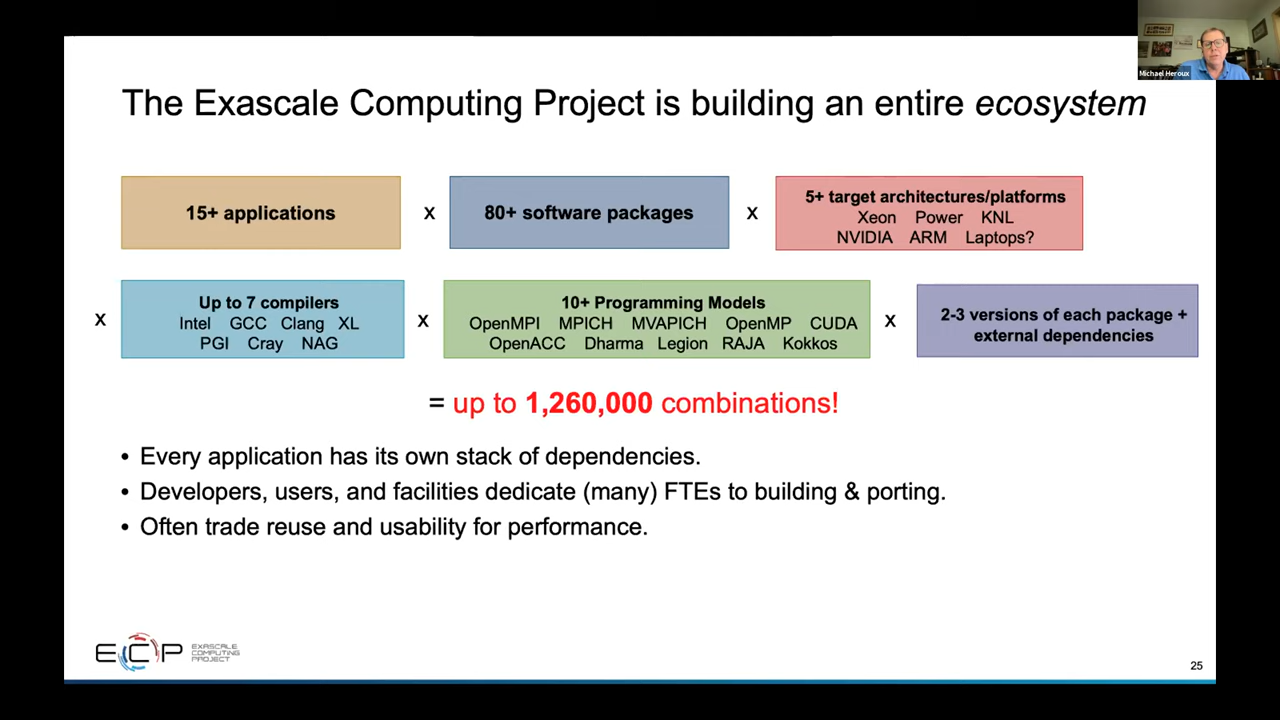 Michael Heroux
The Exascale Computing Project is building an entire ecosystem
15+ applications
x
80+ software packages
x
5+ target architectures/platforms
Xeon Power KNL
NVIDIA ARM Laptops?
x
Up to 7 compilers
Intel GCC Clang XL
PGI Cray NAG
x
10+ Programming Models
OpenMPI MPICH MVAPICH OpenMP CUDA
OpenACC Dharma Legion RAJA Kokkos
x
2-3 versions of each package +
external dependencies
= up to 1,260,000 combinations!
• Every application has its own stack of dependencies.
• Developers, users, and facilities dedicate (many) FTEs to building & porting.
• Often trade reuse and usability for performance.
ECP
EXASCALE
COMPUTING
PROJECT
25